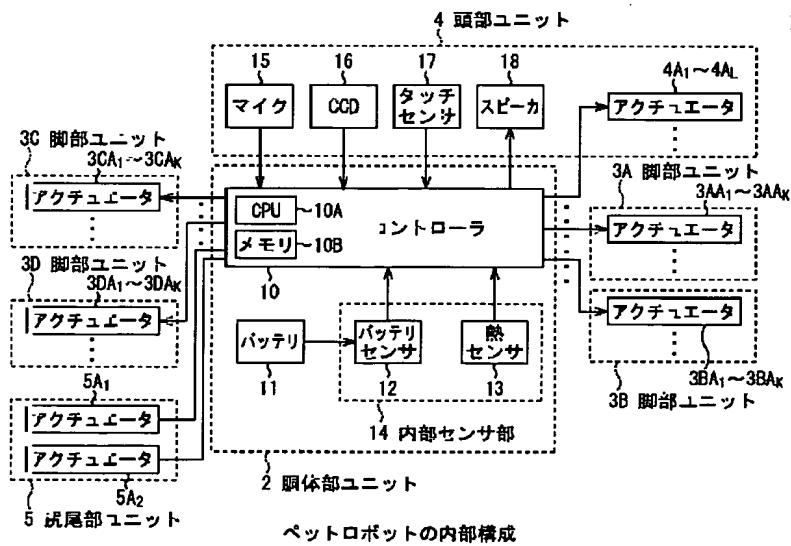 4 頭部ユニット
15
16
17
18
4A1～4AL
マイク
CCD
タッチ
センサ
スピーカ
アクチュエータ
3C 脚部ユニット
3CA1～3CAK
アクチュエータ
3A 脚部ユニット
3AA1～3AAK
アクチュエータ
CPU
10A
コントローラ
メモリ
10B
10
3D 脚部ユニット
3DA1～3DAK
アクチュエータ
アクチュエータ
3BA1～3BAK
3B 脚部ユニット
バッテリ
バッテリ
センサ
熱
センサ
11
12
13
14 内部センサ部
5A1
アクチュエータ
アクチュエータ
5A2
5 尻尾部ユニット
2 胴体部ユニット
ペットロボットの内部構成